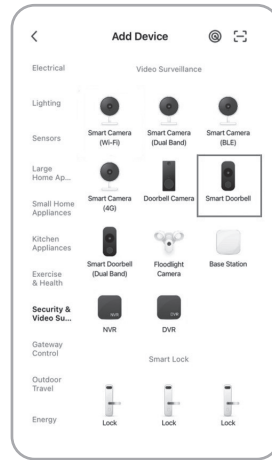 Add Device
Electrical
Lighting
Sensors
Large
Home Ap...
Small Home
Appliances
Kitchen
Appliances
Exercise
& Health
Security &
Video Su...
Gateway
Control
Outdoor
Travel
Energy
Video Surveillance
Smart Camera
(Wi-Fi)
Smart Camera
(Dual Band)
Smart Camera
(BLE)
Smart Camera
(4G)
Doorbell Camera
Smart Doorbell
Smart Doorbell
(Dual Band)
Floodlight
Camera
Base Station
NVR
NVR
DVR
DVR
Smart Lock
Lock
Lock
Lock